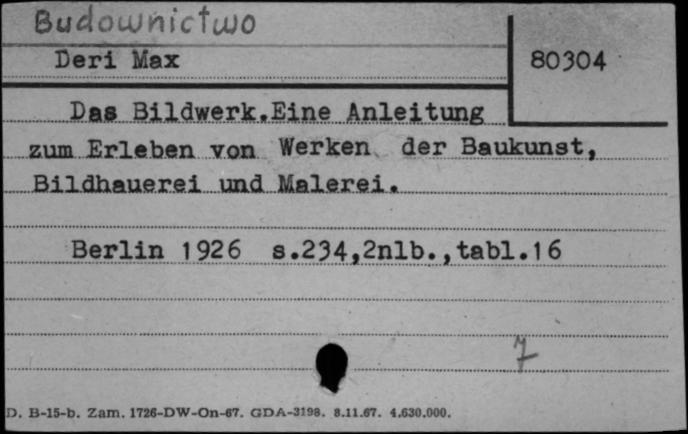 Budownictwo
Deri Max
80304
Das Bildwerk.Eine Anleitung
zum Erleben von Werken der Baukunst,
Bildhauerei und Malerei.
Berlin 1926 s.234,2nlb.,tabl.16
7
D. B-15-b. Zam. 1726-DW-On-67. GDA-3198. 8.11.67. 4.630.000.